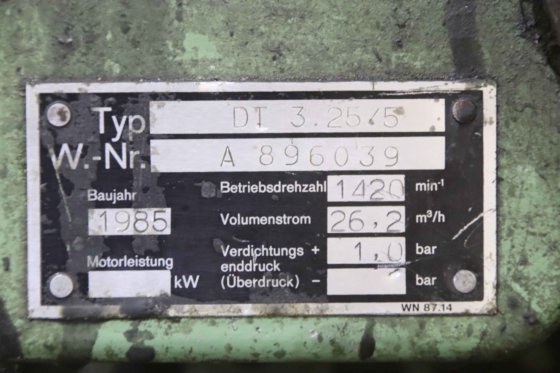 Typ DT 3.25/5
W.-Nr. A 896039
Baujahr
1985
Motorleistung
kW
Betriebsdrehzahl 1420 min⁻¹
Volumenstrom 26,2 m³/h
Verdichtungs + 1,0 bar
enddruck
(Überdruck) – bar
WN 87.14